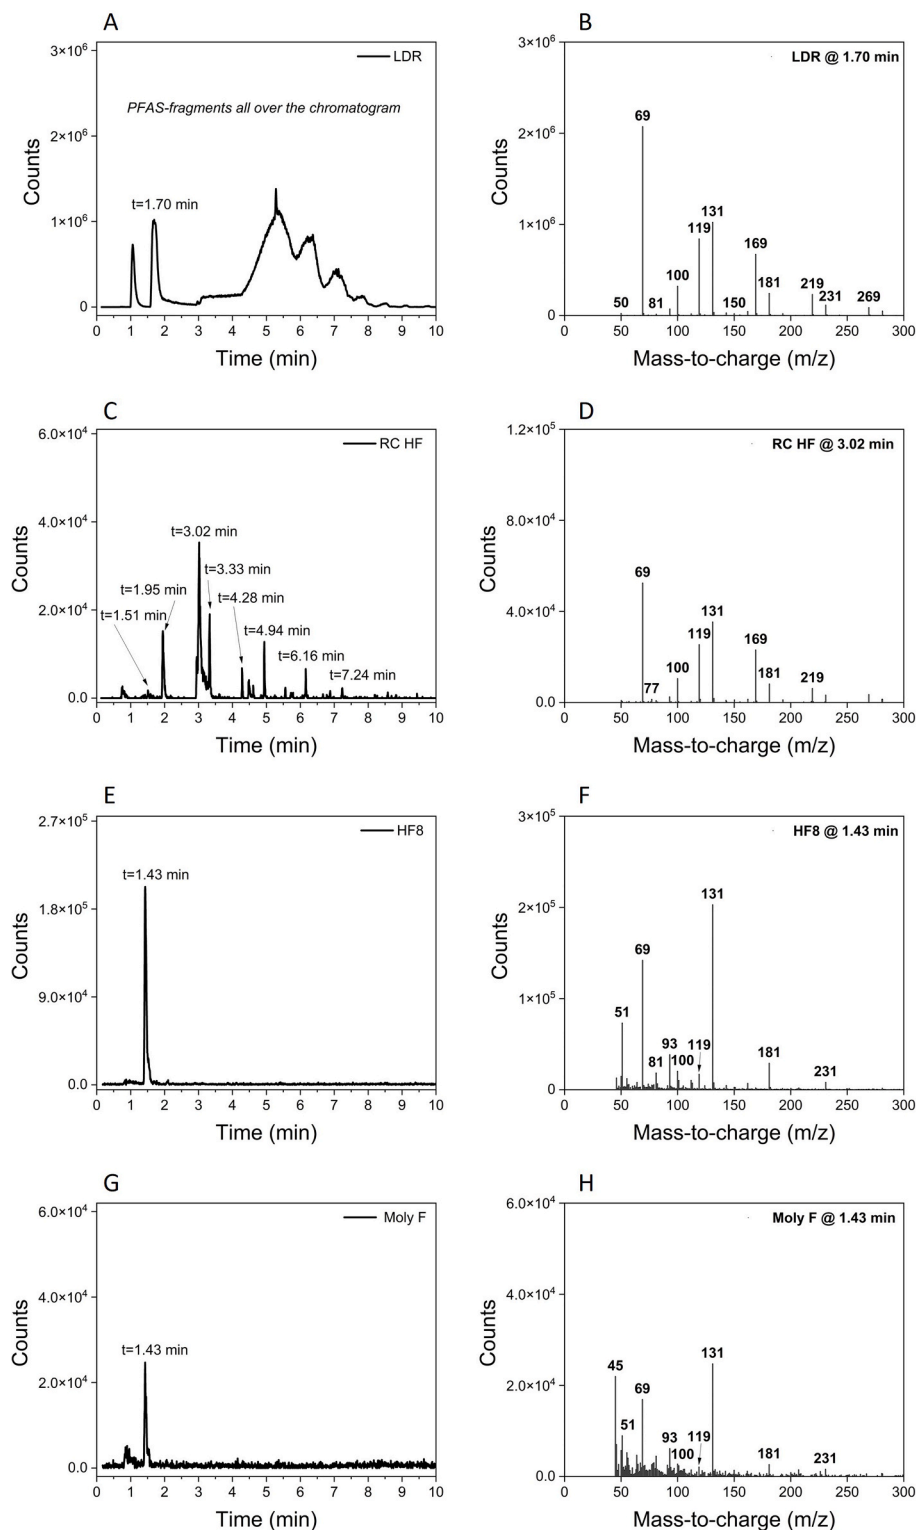 A
3×10⁶
2×10⁶
1×10⁶
0
Counts
LDR
PFAS-fragments all over the chromatogram
t=1.70 min
0 1 2 3 4 5 6 7 8 9 10
Time (min)
B
3×10⁶
2×10⁶
1×10⁶
0
Counts
LDR @ 1.70 min
69
131
119
169
100
181
219
231
269
50
81
150
0 50 100 150 200 250 300
Mass-to-charge (m/z)
C
6.0×10⁴
4.0×10⁴
2.0×10⁴
0.0
Counts
RC HF
t=3.02 min
t=3.33 min
t=1.95 min
t=4.28 min
t=1.51 min
t=4.94 min
t=6.16 min
t=7.24 min
0 1 2 3 4 5 6 7 8 9 10
Time (min)
D
1.2×10⁵
8.0×10⁴
4.0×10⁴
0.0
Counts
RC HF @ 3.02 min
69
131
119
169
100
77
181
219
0 50 100 150 200 250 300
Mass-to-charge (m/z)
E
2.7×10⁵
1.8×10⁵
9.0×10⁴
0.0
Counts
HF8
t=1.43 min
0 1 2 3 4 5 6 7 8 9 10
Time (min)
F
3×10⁵
2×10⁵
1×10⁵
0
Counts
HF8 @ 1.43 min
131
69
51
93
119
81
100
181
231
0 50 100 150 200 250 300
Mass-to-charge (m/z)
G
6.0×10⁴
4.0×10⁴
2.0×10⁴
0.0
Counts
Moly F
t=1.43 min
0 1 2 3 4 5 6 7 8 9 10
Time (min)
H
6.0×10⁴
4.0×10⁴
2.0×10⁴
0.0
Counts
Moly F @ 1.43 min
131
45
69
51
93
119
100
181
231
0 50 100 150 200 250 300
Mass-to-charge (m/z)